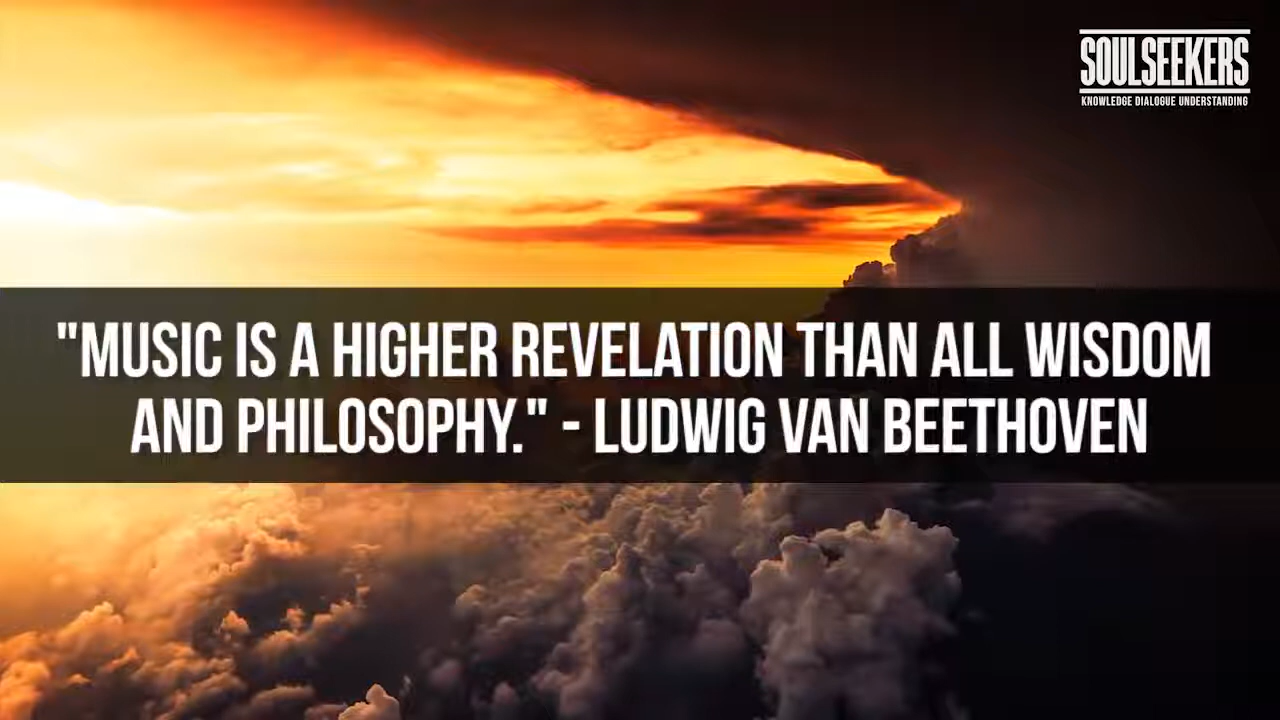 SOULSEEKERS
KNOWLEDGE DIALOGUE UNDERSTANDING
"MUSIC IS A HIGHER REVELATION THAN ALL WISDOM
AND PHILOSOPHY." - LUDWIG VAN BEETHOVEN